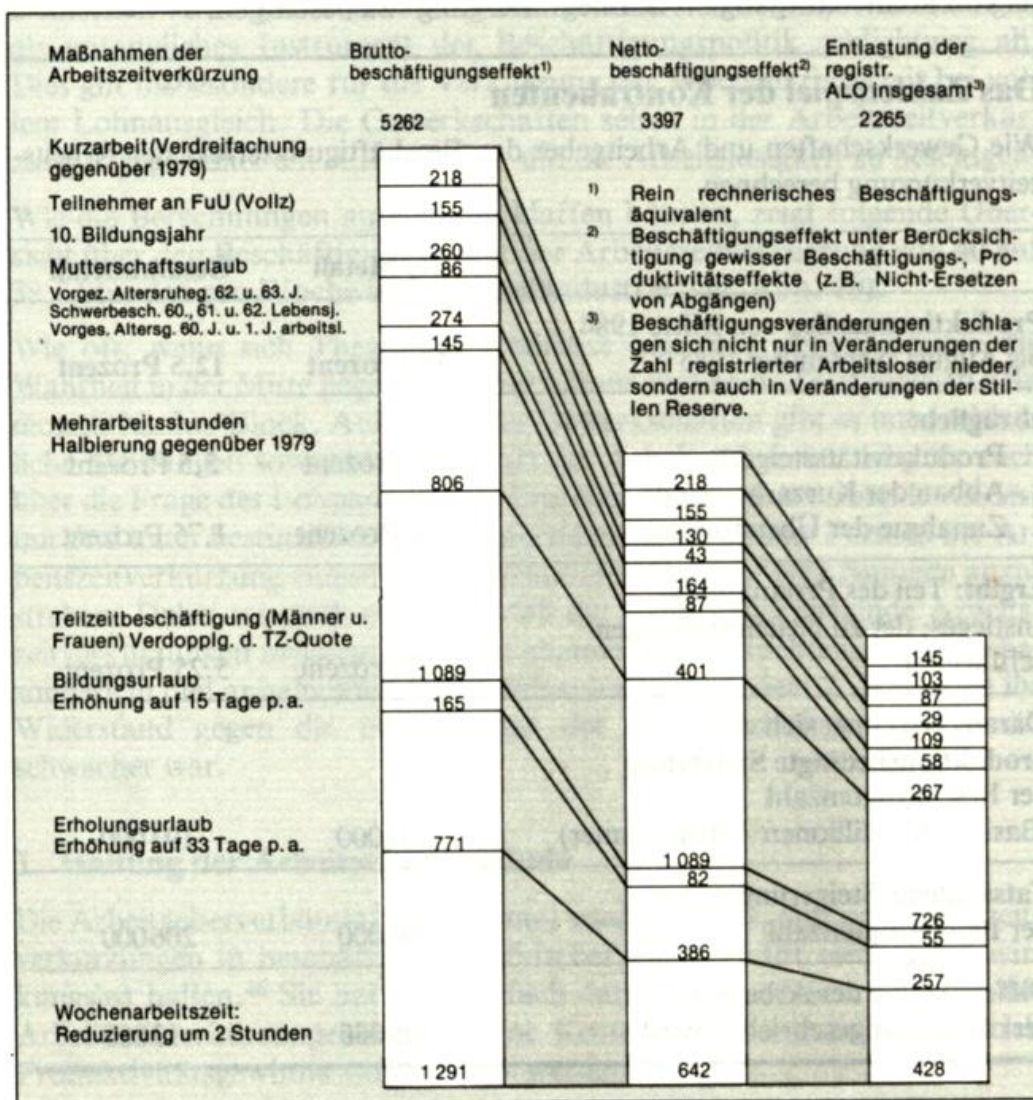 Maßnahmen der
Arbeitszeitverkürzung
Brutto-
beschäftigungseffekt1)
Netto-
beschäftigungseffekt2)
Entlastung der
registr.
ALO insgesamt3)
5262
3397
2265
Kurzarbeit (Verdreifachung
gegenüber 1979)
218
Teilnehmer an FuU (Vollz)
155
10. Bildungsjahr
260
Mutterschaftsurlaub
86
Vorgez. Altersruheg. 62 u. 63. J.
Schwerbesch. 60., 61. u. 62. Lebensj.
Vorges. Altersg. 60. J. u. 1. J. arbeitsl.
274
145
Mehrarbeitsstunden
Halbierung gegenüber 1979
806
Teilzeitbeschäftigung (Männer u.
Frauen) Verdopplg. d. TZ-Quote
1089
Bildungsurlaub
Erhöhung auf 15 Tage p.a.
165
Erholungsurlaub
Erhöhung auf 33 Tage p.a.
771
Wochenarbeitszeit:
Reduzierung um 2 Stunden
1291
1) Rein rechnerisches Beschäftigungs-
äquivalent
2) Beschäftigungseffekt unter Berücksich-
tigung gewisser Beschäftigungs-, Pro-
duktivitätseffekte (z.B. Nicht-Ersetzen
von Abgängen)
3) Beschäftigungsveränderungen schla-
gen sich nicht nur in Veränderungen der
Zahl registrierter Arbeitsloser nieder,
sondern auch in Veränderungen der Stil-
len Reserve.
218
155
130
43
164
87
401
1089
82
386
642
145
103
87
29
109
58
267
726
55
257
428